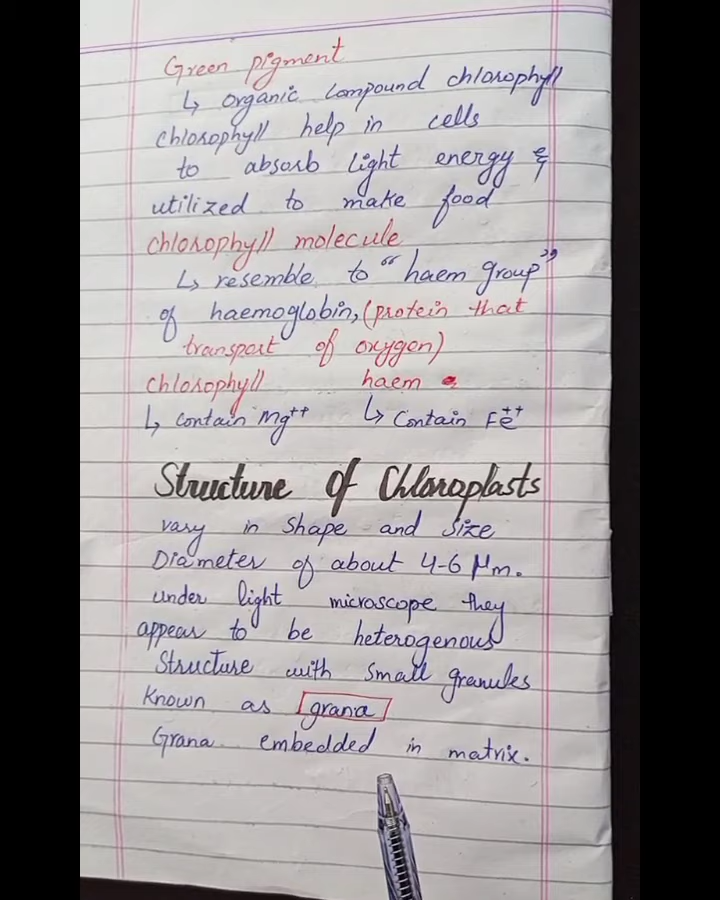 Green pigment
↳ organic compound chlorophyll
chlorophyll help in cells
to absorb light energy &
utilized to make food
chlorophyll molecule
↳ resemble to "haem group"
of haemoglobin, (protein that
transport of oxygen)
chlorophyll haem
↳ contain Mg++ ↳ Contain Fe++
Structure of Chloroplasts
vary in Shape and Size
Diameter of about 4-6 μm.
under light microscope they
appear to be heterogenous
Structure with small granules
Known as grana
Grana embedded in matrix.